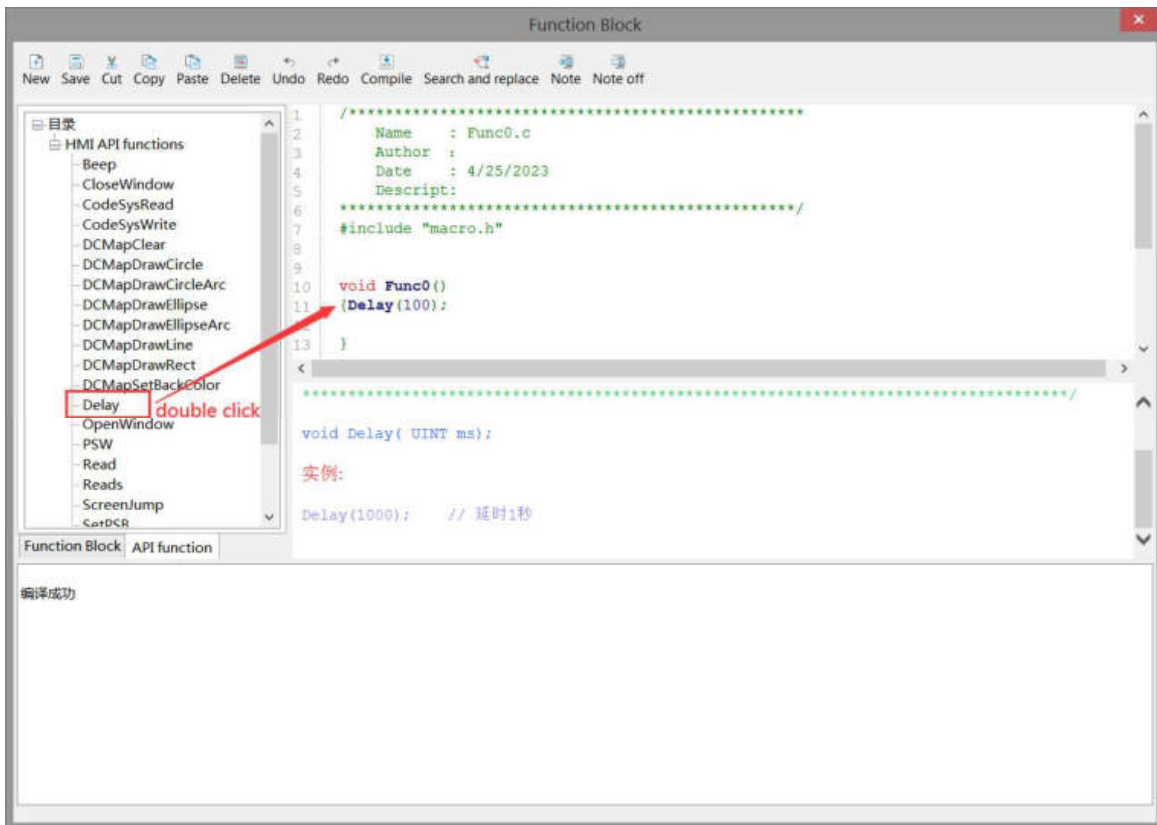 Function Block
New Save Cut Copy Paste Delete Undo Redo Compile Search and replace Note Note off
目录
HMI API functions
Beep
CloseWindow
CodeSysRead
CodeSysWrite
DCMapClear
DCMapDrawCircle
DCMapDrawCircleArc
DCMapDrawEllipse
DCMapDrawEllipseArc
DCMapDrawLine
DCMapDrawRect
DCMapSetBackColor
Delay
double click
OpenWindow
PSW
Read
Reads
ScreenJump
SetPSB
Function Block API function
1 /**************************************************
2 Name : Func0.c
3 Author :
4 Date : 4/25/2023
5 Descript:
6 **************************************************/
7 #include "macro.h"
8
9
10 void Func0()
11 {Delay(100);
12
13 }
*************************************************************************************/
void Delay( UINT ms);
实例:
Delay(1000); // 延时1秒
编译成功